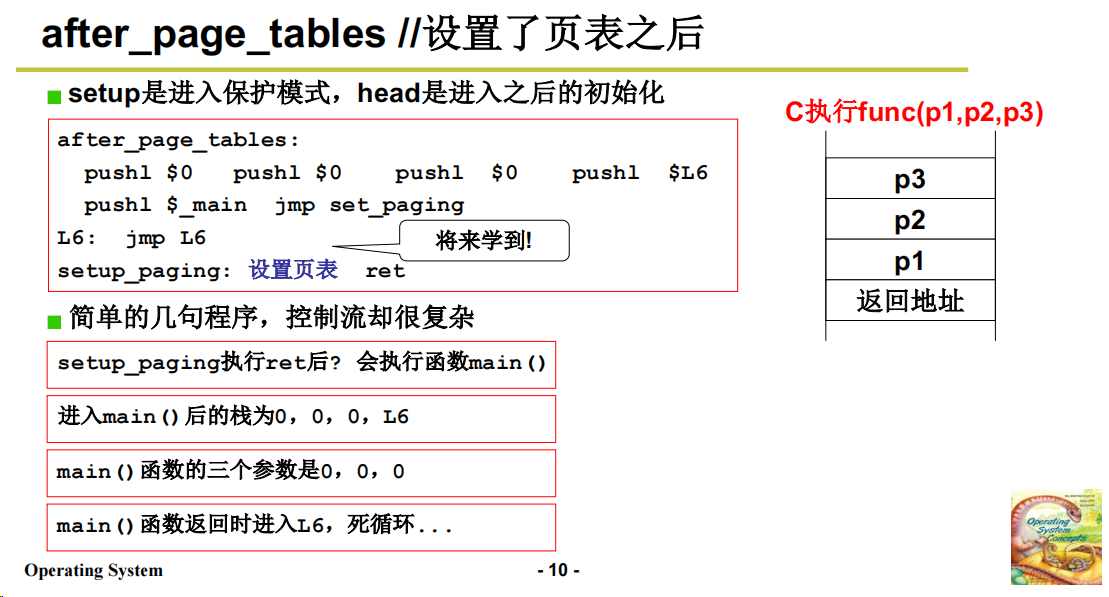 after_page_tables //设置了页表之后
setup是进入保护模式，head是进入之后的初始化
after_page_tables:
pushl $0 pushl $0 pushl $0 pushl $L6
pushl $_main jmp set_paging
L6: jmp L6
将来学到!
setup_paging: 设置页表 ret
简单的几句程序，控制流却很复杂
setup_paging执行ret后? 会执行函数main()
进入main()后的栈为0，0，0，L6
main()函数的三个参数是0，0，0
main()函数返回时进入L6，死循环...
C执行func(p1,p2,p3)
p3
p2
p1
返回地址
Operating
System
Concepts
Operating System
- 10 -